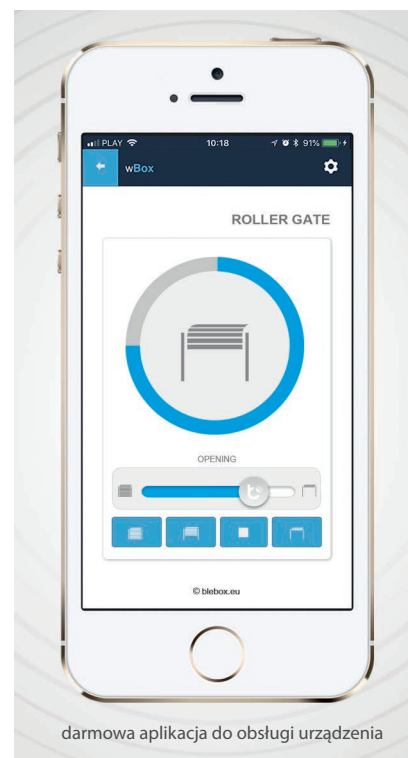 PLAY 10:18 91%
wBox
ROLLER GATE
OPENING
© blebox.eu
darmowa aplikacja do obsługi urządzenia